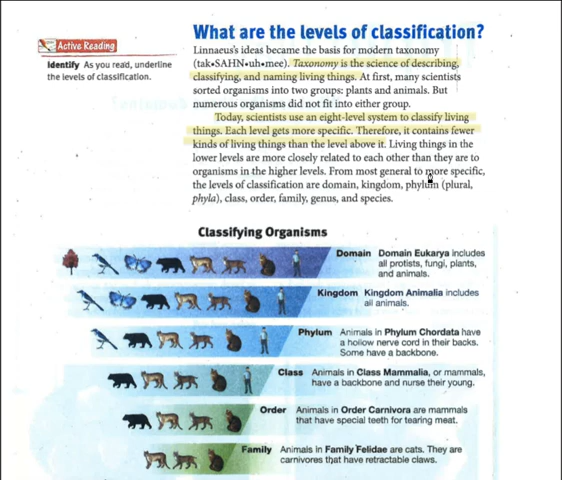 What are the levels of classification?
Active Reading
Identify As you read, underline
the levels of classification.
Linnaeus's ideas became the basis for modern taxonomy
(tak•SAHN•uh•mee). Taxonomy is the science of describing,
classifying, and naming living things. At first, many scientists
sorted organisms into two groups: plants and animals. But
numerous organisms did not fit into either group.
Today, scientists use an eight-level system to classify living
things. Each level gets more specific. Therefore, it contains fewer
kinds of living things than the level above it. Living things in the
lower levels are more closely related to each other than they are to
organisms in the higher levels. From most general to more specific,
the levels of classification are domain, kingdom, phylum (plural,
phyla), class, order, family, genus, and species.
Classifying Organisms
Domain Domain Eukarya includes
all protists, fungi, plants,
and animals.
Kingdom Kingdom Animalia includes
all animals.
Phylum Animals in Phylum Chordata have
a hollow nerve cord in their backs.
Some have a backbone.
Class Animals in Class Mammalia, or mammals,
have a backbone and nurse their young.
Order Animals in Order Carnivora are mammals
that have special teeth for tearing meat.
Family Animals in Family Felidae are cats. They are
carnivores that have retractable claws.